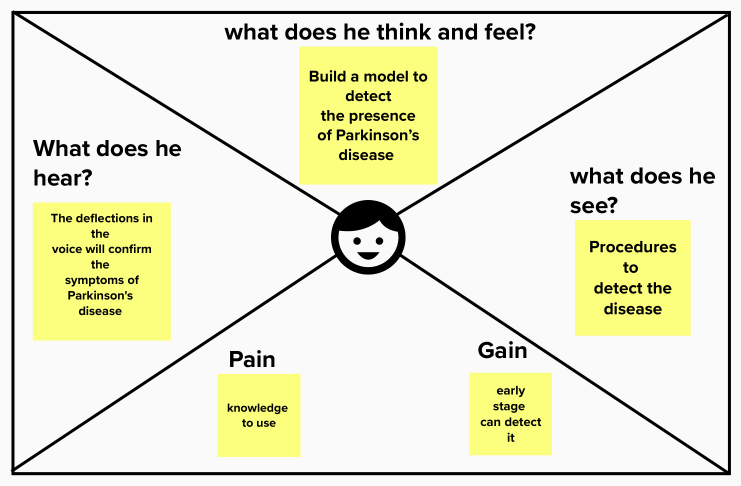 what does he think and feel?
Build a model to
detect
the presence
of Parkinson's
disease
What does he
hear?
The deflections in
the
voice will confirm
the
symptoms of
Parkinson's
disease
what does he
see?
Procedures
to
detect the
disease
Pain
knowledge
to use
Gain
early
stage
can detect
it